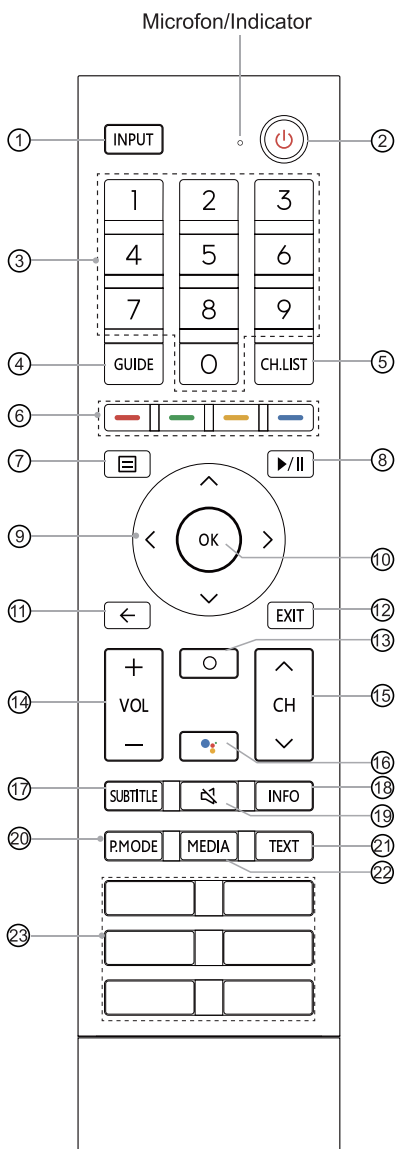 Microfon/Indicator
① INPUT ②
1 2 3
③ 4 5 6
7 8 9
④ GUIDE 0 CH.LIST ⑤
⑥
⑦ ⑧
⑨ OK ⑩
⑪ EXIT ⑫
⑬
⑭ VOL CH ⑮
⑯
⑰ SUBTITLE INFO ⑱
⑲
⑳ P.MODE MEDIA TEXT ㉑
㉒
㉓